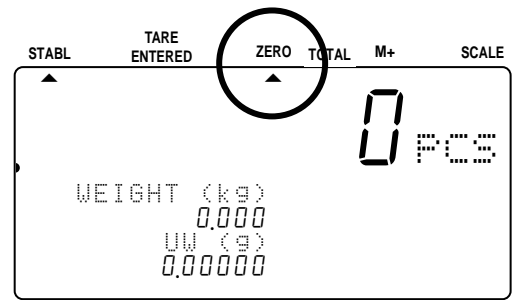 STABL TARE ENTERED ZERO TOTAL M+ SCALE
0 PCS
WEIGHT (kg)
0.000
UW (g)
0.00000